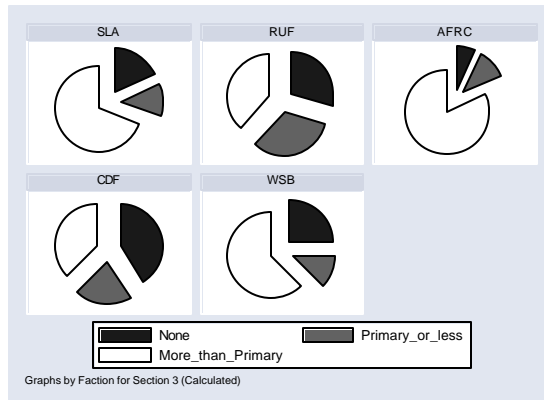 SLA
RUF
AFRC
CDF
WSB
None
Primary_or_less
More_than_Primary
Graphs by Faction for Section 3 (Calculated)